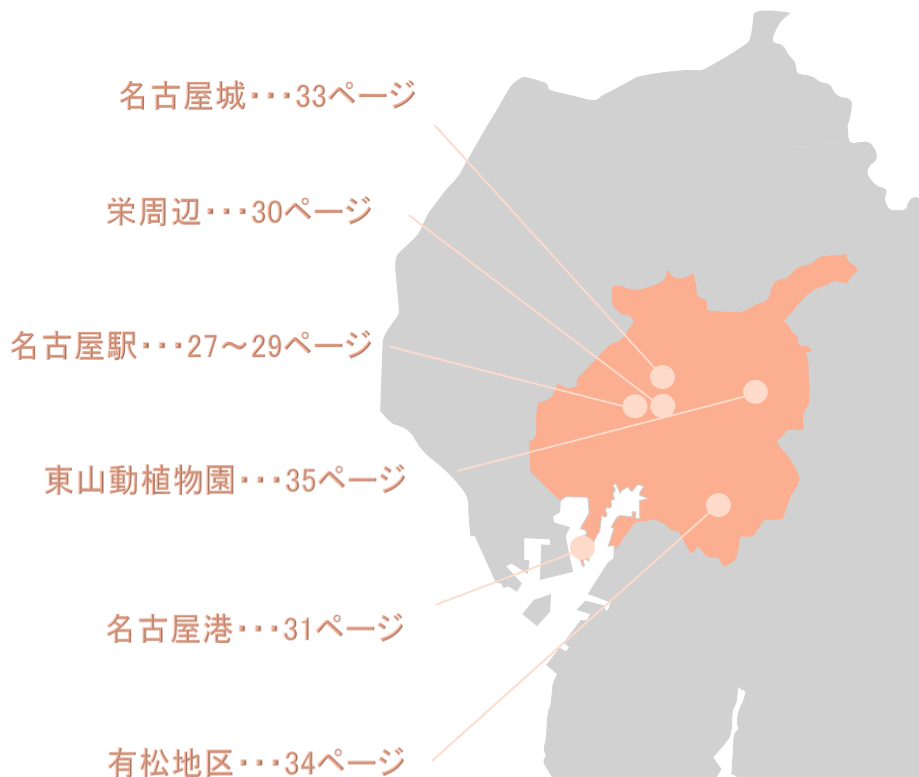 名古屋城･･･33ページ
栄周辺･･･30ページ
名古屋駅･･･27～29ページ
東山動植物園･･･35ページ
名古屋港･･･31ページ
有松地区･･･34ページ